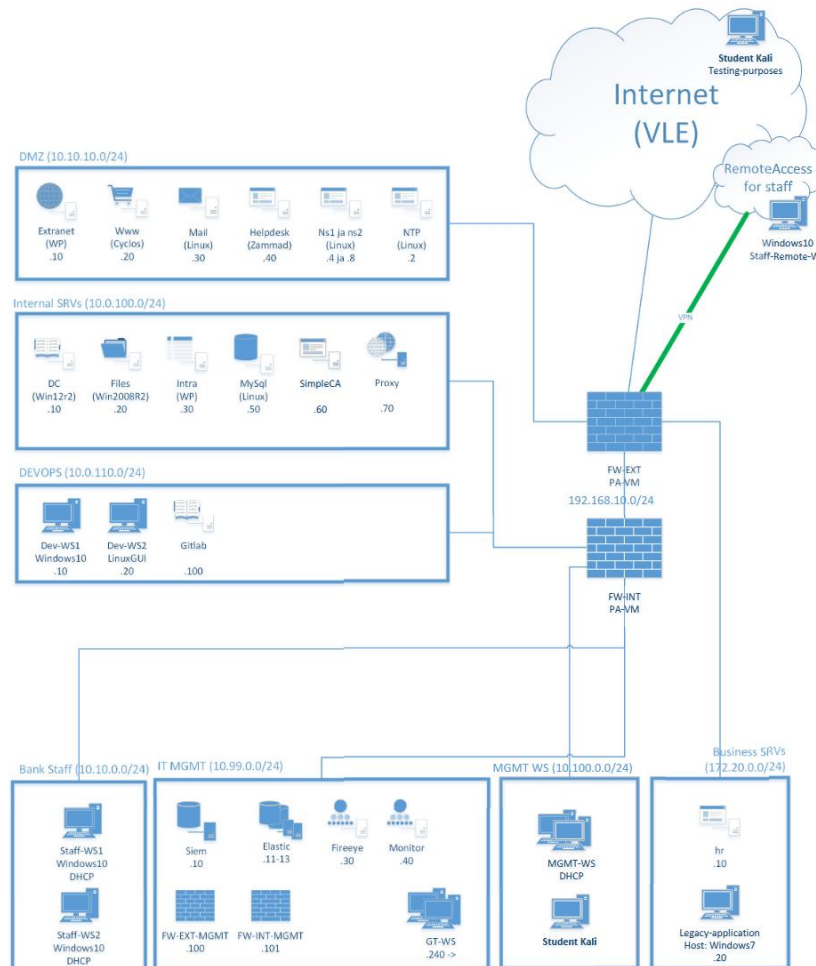 Student Kali
Testing-purposes
Internet
(VLE)
RemoteAccess
for staff
Windows10
Staff-Remote-W
VPN
DMZ (10.10.10.0/24)
Extranet
(WP)
.10
Www
(Cyclos)
.20
Mail
(Linux)
.30
Helpdesk
(Zammad)
.40
Ns1 ja ns2
(Linux)
.4 ja .8
NTP
(Linux)
.2
Internal SRVs (10.0.100.0/24)
DC
(Win12r2)
.10
Files
(Win2008R2)
.20
Intra
(WP)
.30
MySql
(Linux)
.50
SimpleCA
.60
Proxy
.70
FW-EXT
PA-VM
192.168.10.0/24
FW-INT
PA-VM
DEVOPS (10.0.110.0/24)
Dev-WS1
Windows10
.10
Dev-WS2
LinuxGUI
.20
Gitlab
.100
Bank Staff (10.10.0.0/24)
Staff-WS1
Windows10
DHCP
Staff-WS2
Windows10
DHCP
IT MGMT (10.99.0.0/24)
Siem
.10
Elastic
.11-13
Fireeye
.30
Monitor
.40
FW-EXT-MGMT
.100
FW-INT-MGMT
.101
GT-WS
.240 ->
MGMT WS (10.100.0.0/24)
MGMT-WS
DHCP
Student Kali
Business SRVs
(172.20.0.0/24)
hr
.10
Legacy-application
Host: Windows7
.20